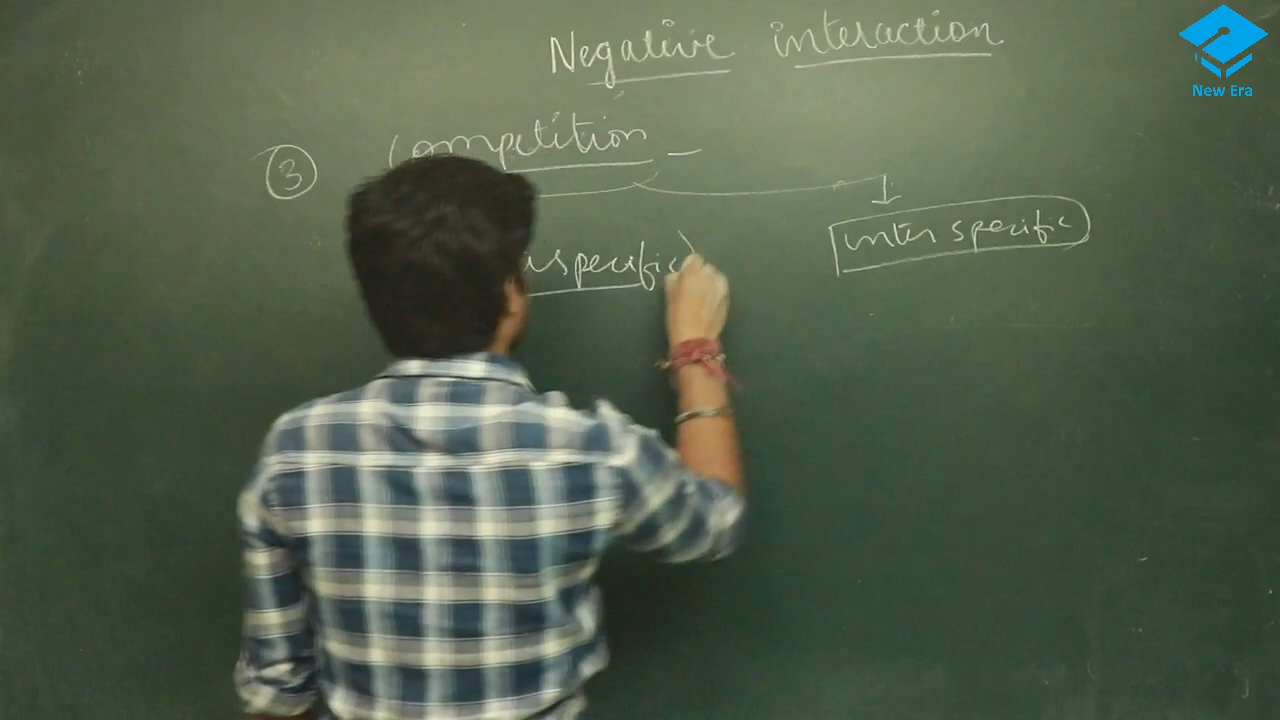 Negative interaction
③ Competition –
inter specific
specific
New Era